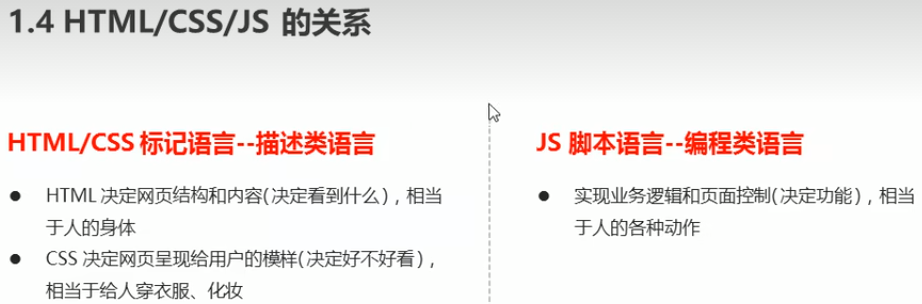 1.4 HTML/CSS/JS 的关系
HTML/CSS 标记语言--描述类语言
● HTML 决定网页结构和内容(决定看到什么)，相当
于人的身体
● CSS 决定网页呈现给用户的模样(决定好不好看)，
相当于给人穿衣服、化妆
JS 脚本语言--编程类语言
● 实现业务逻辑和页面控制(决定功能)，相当
于人的各种动作